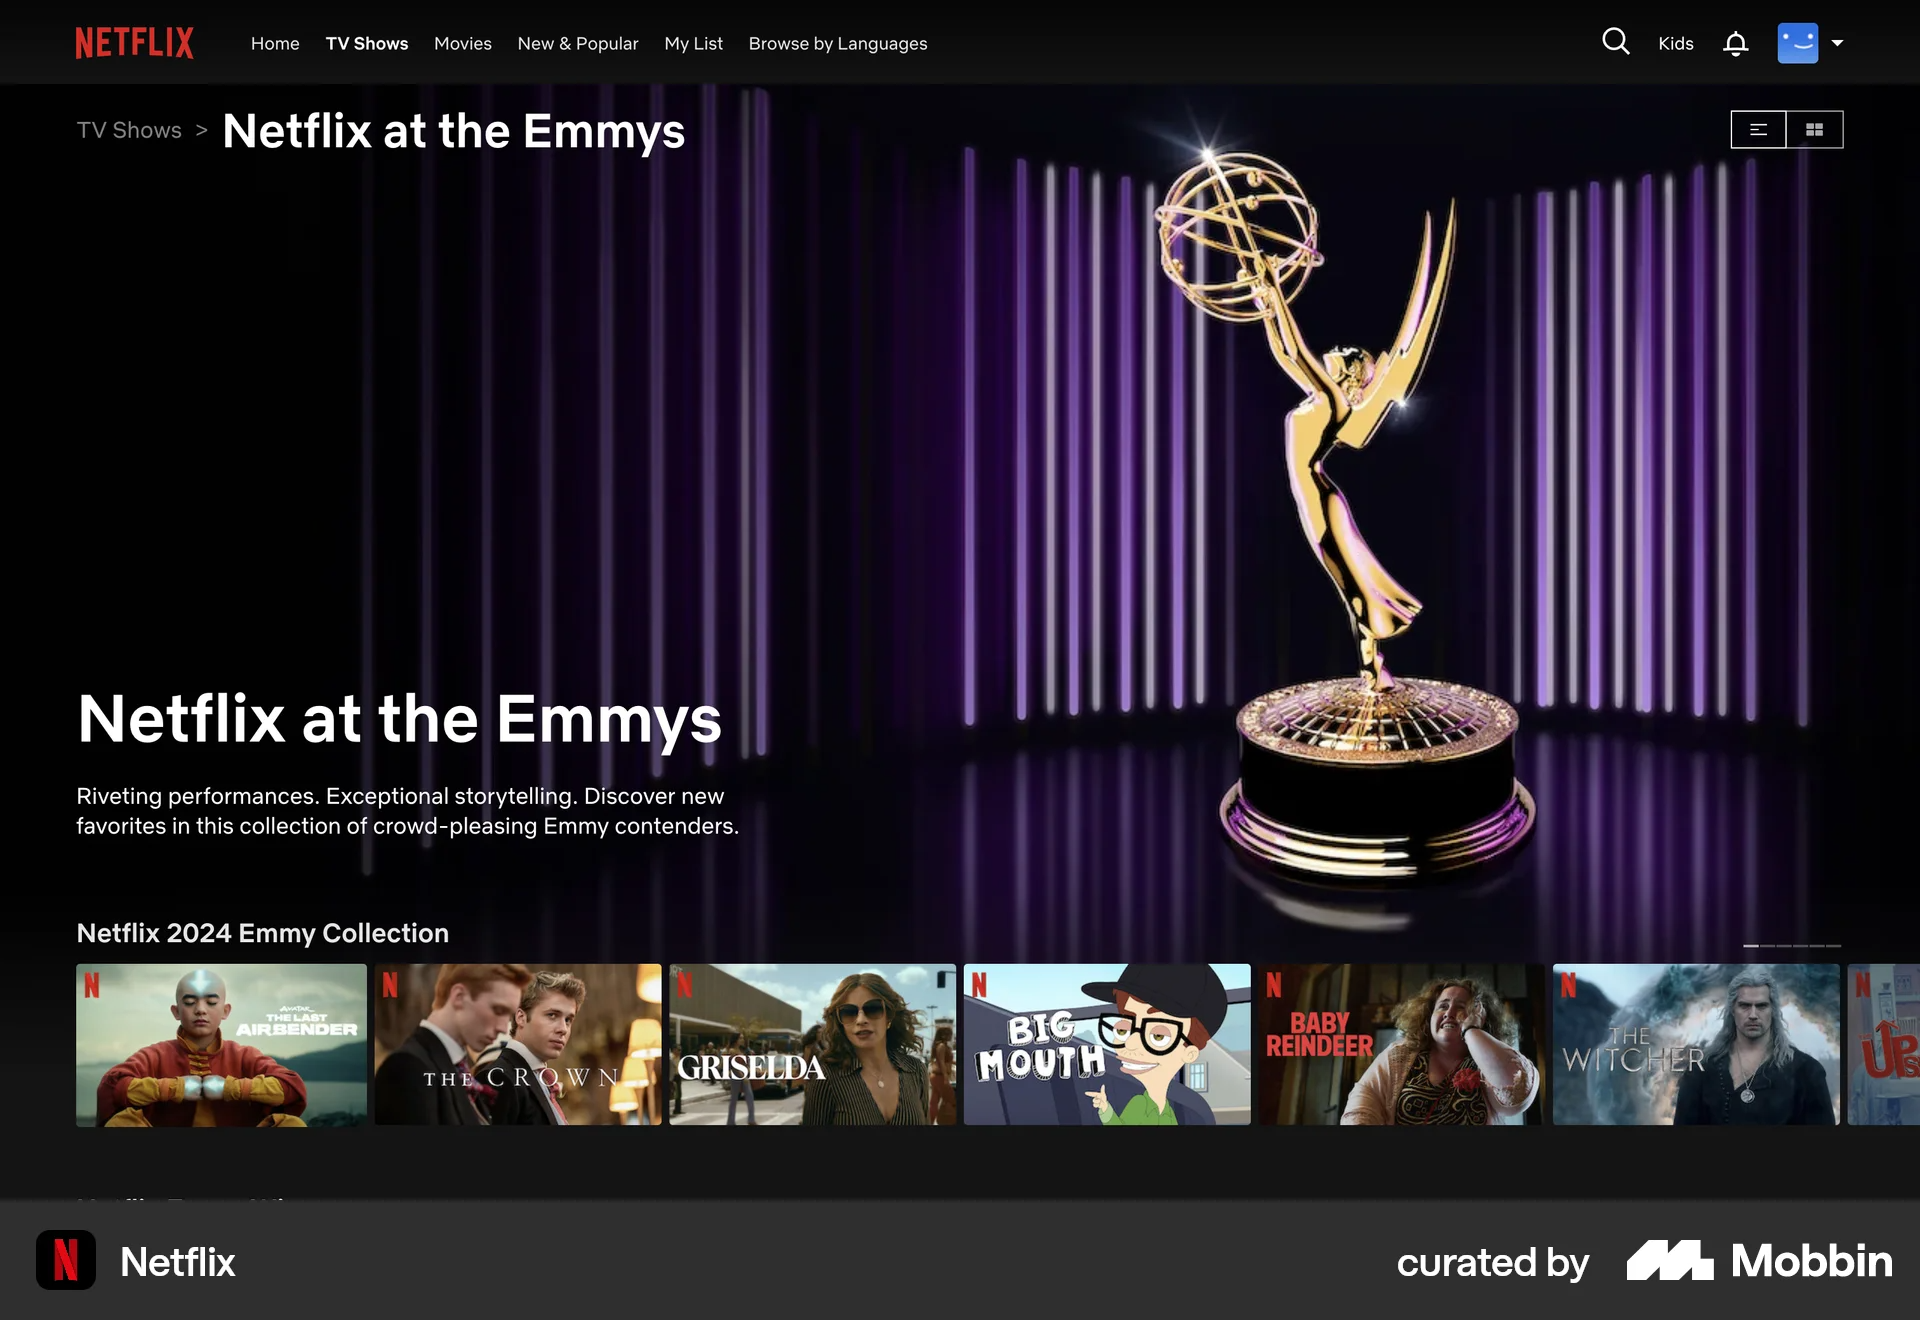 NETFLIX
Home TV Shows Movies New & Popular My List Browse by Languages
Kids
TV Shows > Netflix at the Emmys
Netflix at the Emmys
Riveting performances. Exceptional storytelling. Discover new
favorites in this collection of crowd-pleasing Emmy contenders.
Netflix 2024 Emmy Collection
N
AVATAR
THE LAST
AIRBENDER
N
THE CROWN
N
GRISELDA
N
BIG
MOUTH
N
BABY
REINDEER
N
THE
WITCHER
N
N
Netflix
curated by
Mobbin